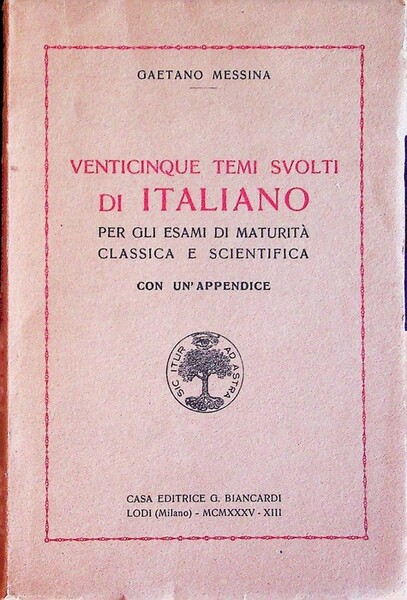 GAETANO MESSINA
VENTICINQUE TEMI SVOLTI
DI ITALIANO
PER GLI ESAMI DI MATURITÀ
CLASSICA E SCIENTIFICA
CON UN'APPENDICE
SIC ITUR AD ASTRA
CASA EDITRICE G. BIANCARDI
LODI (Milano) - MCMXXXV - XIII